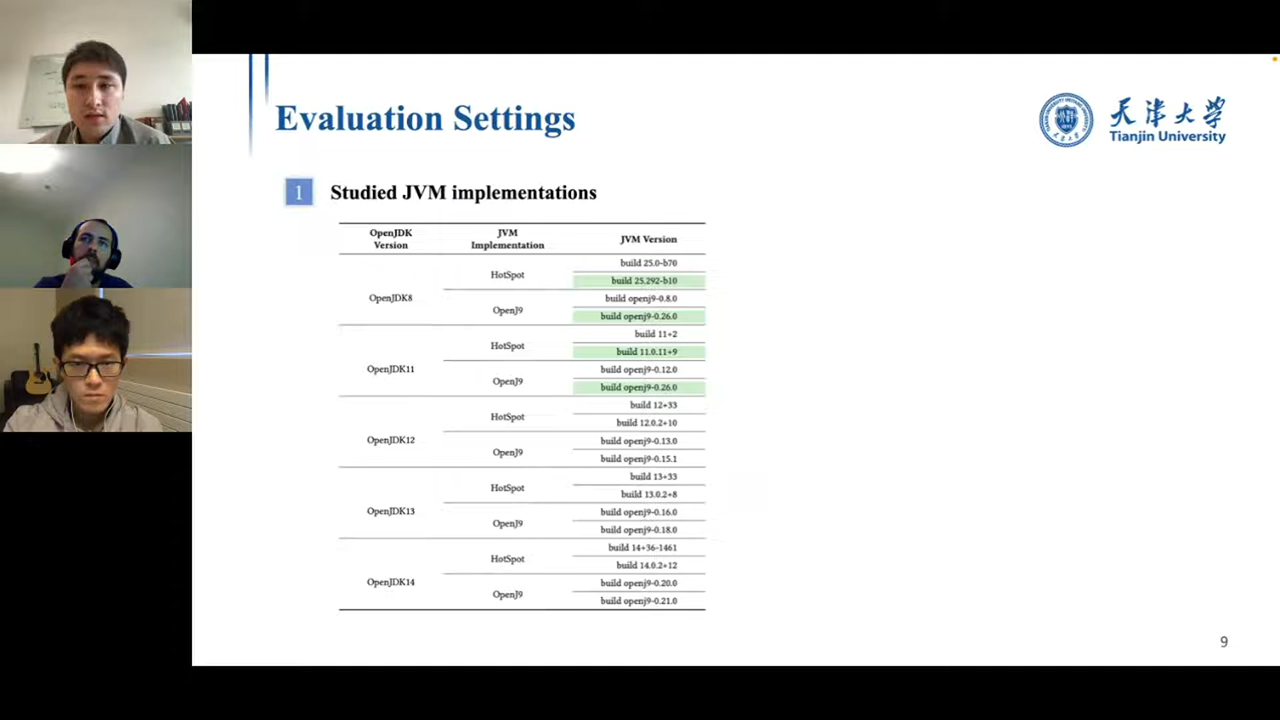 Evaluation Settings
天津大学
Tianjin University
1 Studied JVM implementations
OpenJDK Version
JVM Implementation
JVM Version
OpenJDK8
HotSpot
build 25.0-b70
build 25.292-b10
OpenJ9
build openj9-0.8.0
build openj9-0.26.0
OpenJDK11
HotSpot
build 11+2
build 11.0.11+9
OpenJ9
build openj9-0.12.0
build openj9-0.26.0
OpenJDK12
HotSpot
build 12+33
build 12.0.2+10
OpenJ9
build openj9-0.13.0
build openj9-0.15.1
OpenJDK13
HotSpot
build 13+33
build 13.0.2+8
OpenJ9
build openj9-0.16.0
build openj9-0.18.0
OpenJDK14
HotSpot
build 14+36-1461
build 14.0.2+12
OpenJ9
build openj9-0.20.0
build openj9-0.21.0
9